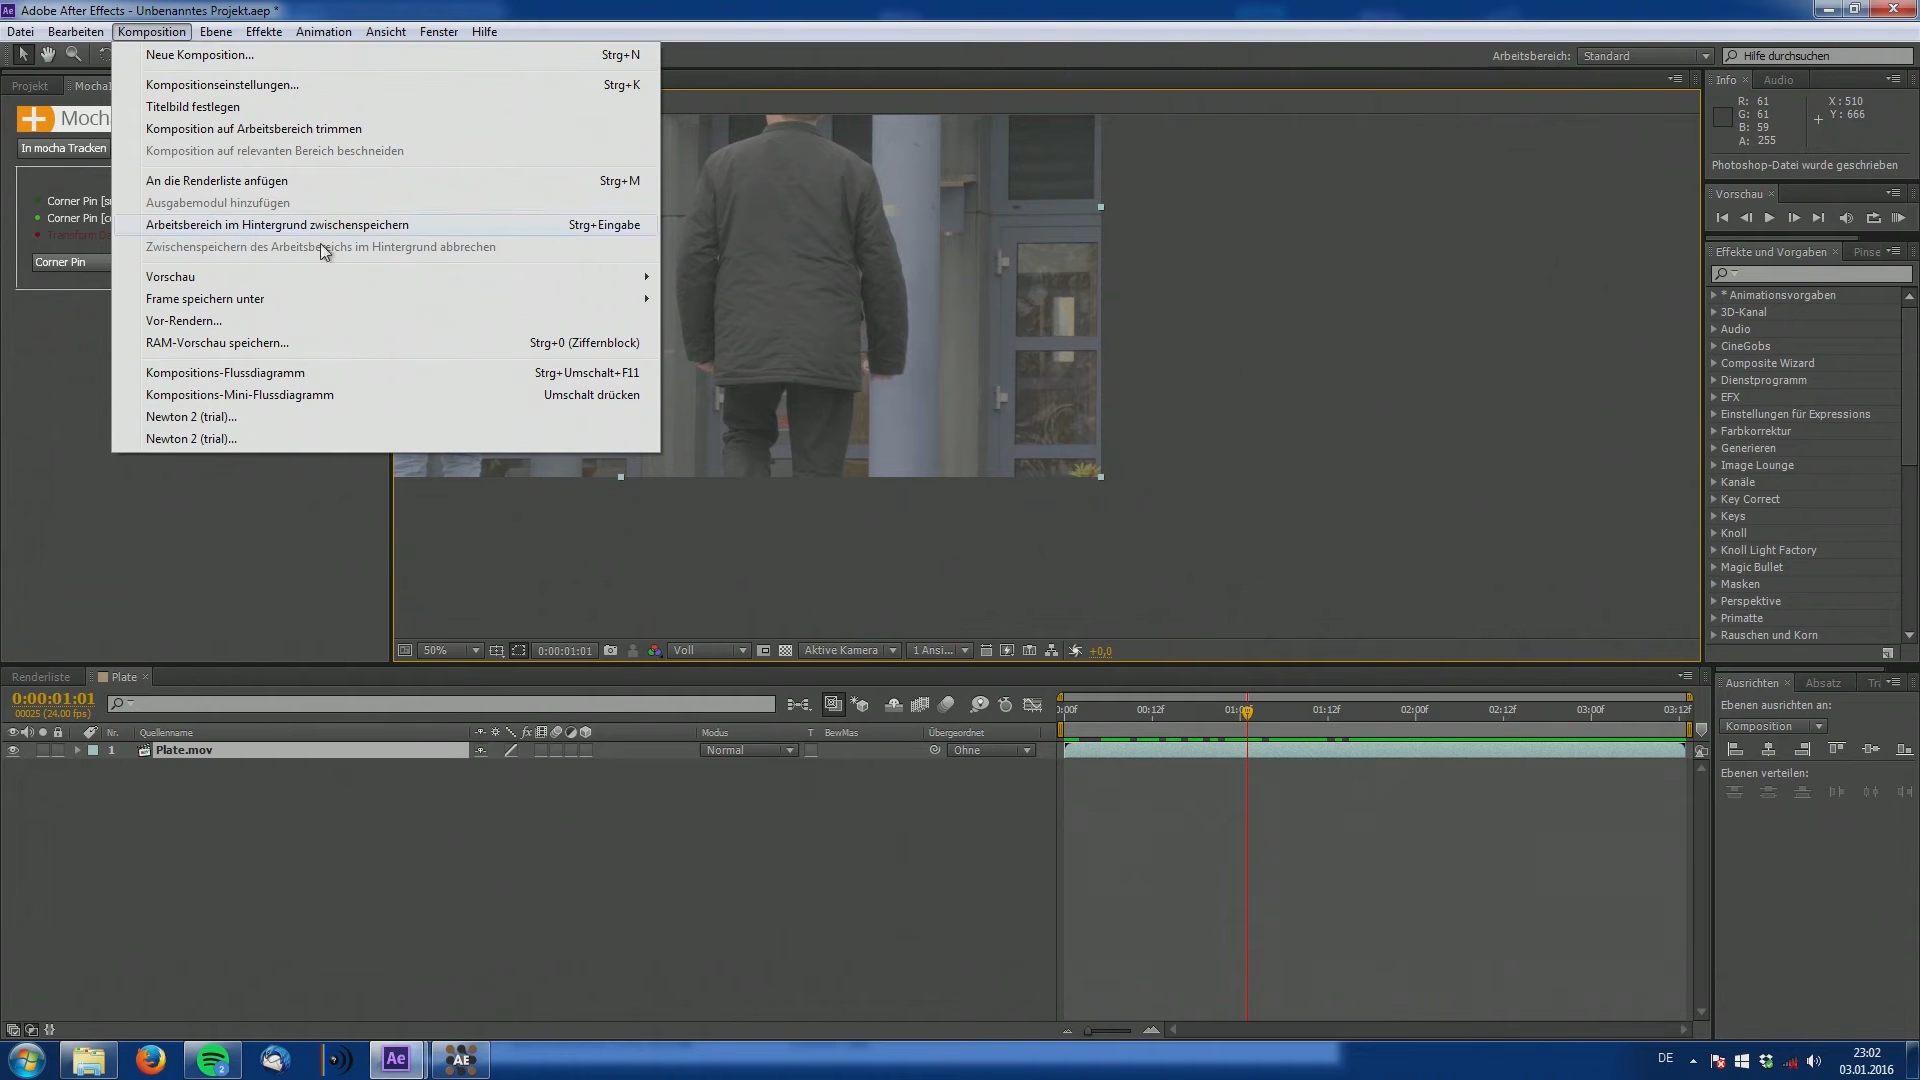 Adobe After Effects - Unbenanntes Projekt.aep *
Datei Bearbeiten Komposition Ebene Effekte Animation Ansicht Fenster Hilfe
Arbeitsbereich: Standard
Hilfe durchsuchen
Projekt
In mocha Tracken
Corner Pin
Corner Pin
Corner Pin
Neue Komposition... Strg+N
Kompositionseinstellungen... Strg+K
Titelbild festlegen
Komposition auf Arbeitsbereich trimmen
Komposition auf relevanten Bereich beschneiden
An die Renderliste anfügen Strg+M
Ausgabemodul hinzufügen
Arbeitsbereich im Hintergrund zwischenspeichern Strg+Eingabe
Zwischenspeichern des Arbeitsbereichs im Hintergrund abbrechen
Vorschau
Frame speichern unter
Vor-Rendern...
RAM-Vorschau speichern... Strg+0 (Ziffernblock)
Kompositions-Flussdiagramm Strg+Umschalt+F11
Kompositions-Mini-Flussdiagramm Umschalt drücken
Newton 2 (trial)...
Newton 2 (trial)...
50% 0:00:01:01 Voll Aktive Kamera 1 Ansi... +0,0
Info Audio
R: 61 X: 510
G: 61 Y: 666
B: 59
A: 255
Photoshop-Datei wurde geschrieben
Vorschau
Effekte und Vorgaben Pinse
* Animationsvorgaben
3D-Kanal
Audio
CineGobs
Composite Wizard
Dienstprogramm
EFX
Einstellungen für Expressions
Farbkorrektur
Generieren
Image Lounge
Kanäle
Key Correct
Keys
Knoll
Knoll Light Factory
Magic Bullet
Masken
Perspektive
Primatte
Rauschen und Korn
Renderliste Plate
0:00:01:01
00025 (24.00 fps)
Nr. Quellenname Modus T BewMas Übergeordnet
1 Plate.mov Normal Ohne
00:12f 01:12f 02:00f 02:12f 03:00f 03:12f
Ausrichten Absatz
Ebenen ausrichten an:
Komposition
Ebenen verteilen:
2
Ae
AE
DE
23:02
03.01.2016